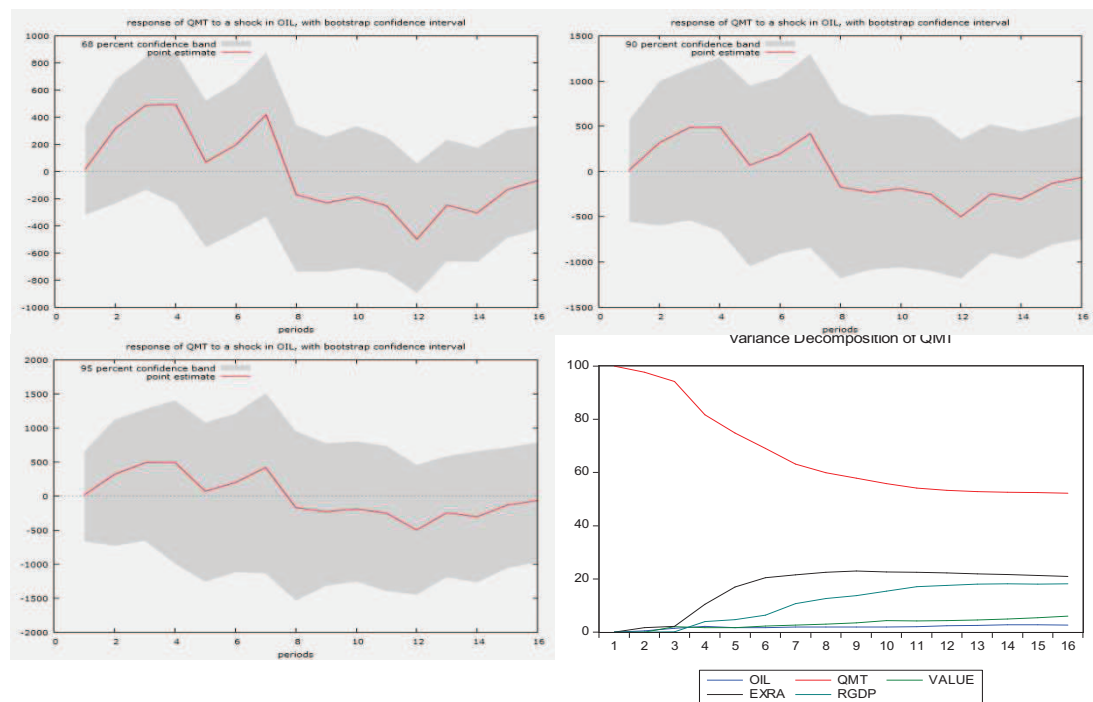 response of QMT to a shock in OIL, with bootstrap confidence interval
68 percent confidence band
point estimate
1000
800
600
400
200
0
-200
-400
-600
-800
-1000
0 2 4 6 8 10 12 14 16
periods
response of QMT to a shock in OIL, with bootstrap confidence interval
90 percent confidence band
point estimate
1500
1000
500
0
-500
-1000
-1500
0 2 4 6 8 10 12 14 16
periods
response of QMT to a shock in OIL, with bootstrap confidence interval
95 percent confidence band
point estimate
2000
1500
1000
500
0
-500
-1000
-1500
-2000
0 2 4 6 8 10 12 14 16
periods
Variance Decomposition of QMT
100
80
60
40
20
0
1 2 3 4 5 6 7 8 9 10 11 12 13 14 15 16
OIL QMT VALUE
EXRA RGDP